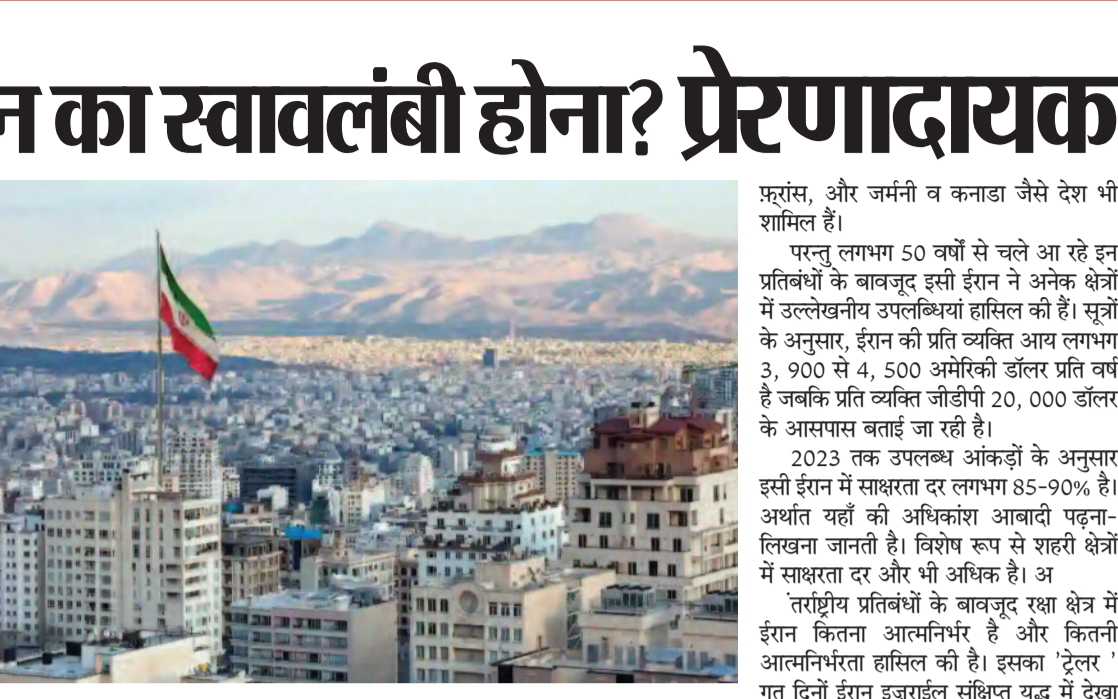 न का स्वावलंबी होना? प्रेरणादायक
फ़्रांस, और जर्मनी व कनाडा जैसे देश भी
शामिल हैं।
परन्तु लगभग 50 वर्षों से चले आ रहे इन
प्रतिबंधों के बावजूद इसी ईरान ने अनेक क्षेत्रों
में उल्लेखनीय उपलब्धियां हासिल की हैं। सूत्रों
के अनुसार, ईरान की प्रति व्यक्ति आय लगभग
3, 900 से 4, 500 अमेरिकी डॉलर प्रति वर्ष
है जबकि प्रति व्यक्ति जीडीपी 20, 000 डॉलर
के आसपास बताई जा रही है।
2023 तक उपलब्ध आंकड़ों के अनुसार
इसी ईरान में साक्षरता दर लगभग 85-90% है।
अर्थात यहाँ की अधिकांश आबादी पढ़ना-
लिखना जानती है। विशेष रूप से शहरी क्षेत्रों
में साक्षरता दर और भी अधिक है। अ
ंतर्राष्ट्रीय प्रतिबंधों के बावजूद रक्षा क्षेत्र में
ईरान कितना आत्मनिर्भर है और कितनी
आत्मनिर्भरता हासिल की है। इसका 'ट्रेलर '
गत दिनों ईरान इजराईल संक्षिप्त युद्ध में देखा